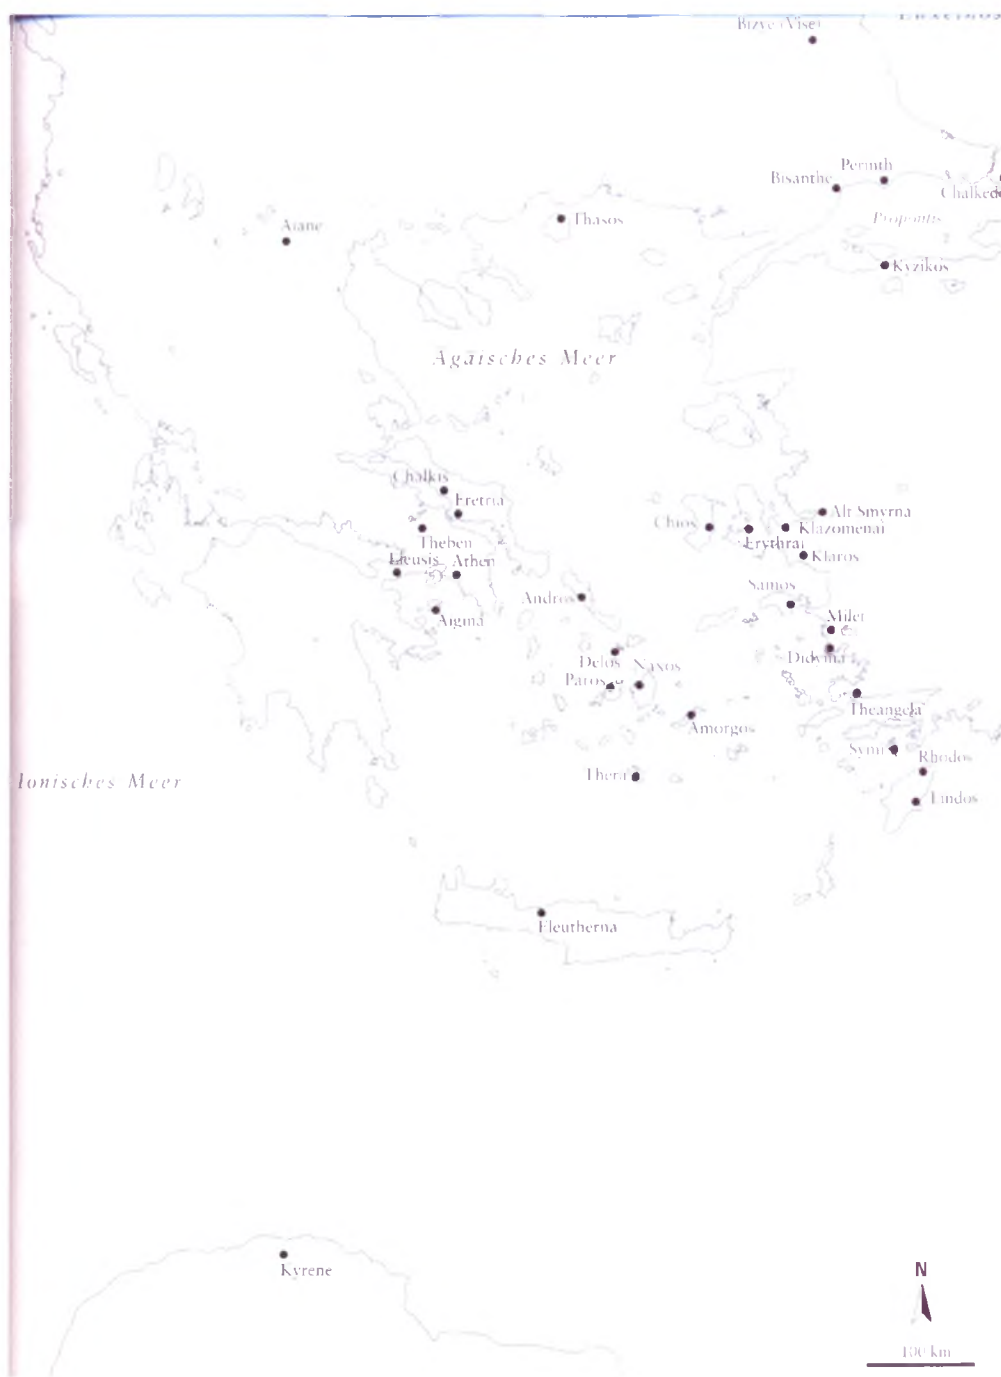 Bizye (Vise)
Perinth
Bisanthe
Chalked
Propontis
Thasos
Aiane
Kyzikos
Ägäisches Meer
Chalkis
Eretria
Alt Smyrna
Chios
Klazomenai
Theben
Erythrai
Klaros
Eleusis
Athen
Samos
Andros
Aigina
Milet
Delos
Didyma
Naxos
Paros
Theangela
Amorgos
Symi
Rhodos
Thera
Ionisches Meer
Lindos
Eleutherna
Kyrene
N
100 km